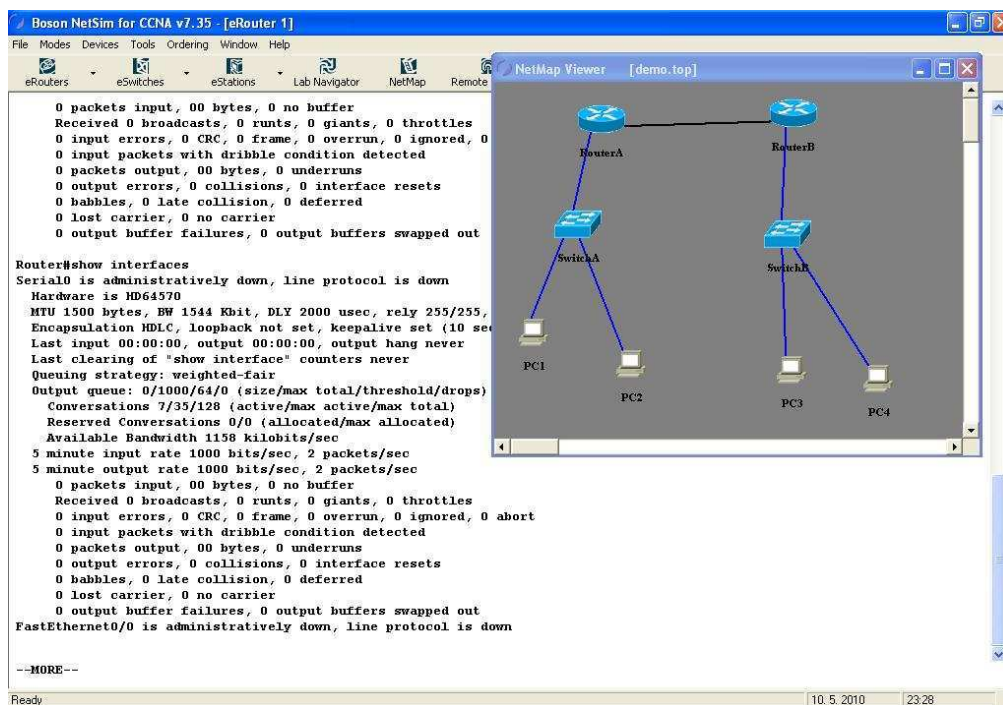 Boson NetSim for CCNA v7.35 - [eRouter 1]
File Modes Devices Tools Ordering Window Help
eRouters eSwitches eStations Lab Navigator NetMap Remote
0 packets input, 00 bytes, 0 no buffer
Received 0 broadcasts, 0 runts, 0 giants, 0 throttles
0 input errors, 0 CRC, 0 frame, 0 overrun, 0 ignored, 0
0 input packets with dribble condition detected
0 packets output, 00 bytes, 0 underruns
0 output errors, 0 collisions, 0 interface resets
0 babbles, 0 late collision, 0 deferred
0 lost carrier, 0 no carrier
0 output buffer failures, 0 output buffers swapped out
Router#show interfaces
Serial0 is administratively down, line protocol is down
Hardware is HD64570
MTU 1500 bytes, BW 1544 Kbit, DLY 2000 usec, rely 255/255,
Encapsulation HDLC, loopback not set, keepalive set (10 sec
Last input 00:00:00, output 00:00:00, output hang never
Last clearing of "show interface" counters never
Queuing strategy: weighted-fair
Output queue: 0/1000/64/0 (size/max total/threshold/drops)
Conversations 7/35/128 (active/max active/max total)
Reserved Conversations 0/0 (allocated/max allocated)
Available Bandwidth 1158 kilobits/sec
5 minute input rate 1000 bits/sec, 2 packets/sec
5 minute output rate 1000 bits/sec, 2 packets/sec
0 packets input, 00 bytes, 0 no buffer
Received 0 broadcasts, 0 runts, 0 giants, 0 throttles
0 input errors, 0 CRC, 0 frame, 0 overrun, 0 ignored, 0 abort
0 input packets with dribble condition detected
0 packets output, 00 bytes, 0 underruns
0 output errors, 0 collisions, 0 interface resets
0 babbles, 0 late collision, 0 deferred
0 lost carrier, 0 no carrier
0 output buffer failures, 0 output buffers swapped out
FastEthernet0/0 is administratively down, line protocol is down
--MORE--
NetMap Viewer [demo.top]
RouterA
RouterB
SwitchA
SwitchB
PC1
PC2
PC3
PC4
Ready
10. 5. 2010 23:28